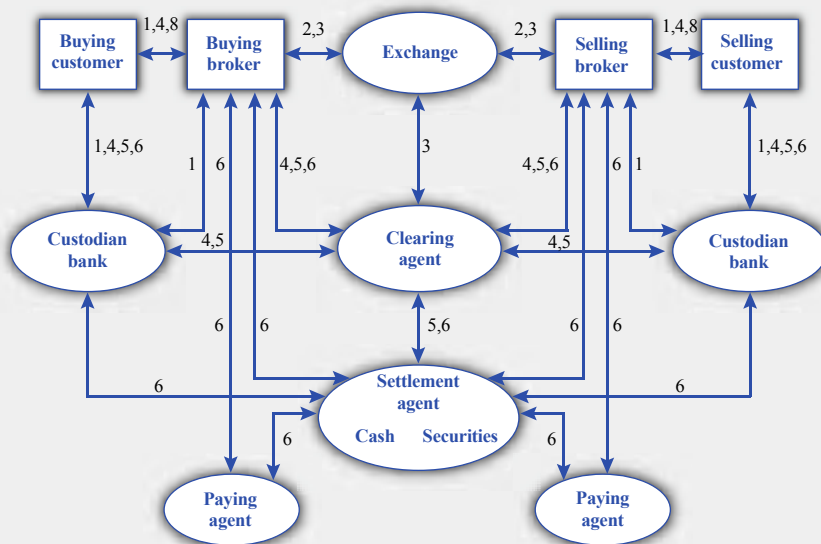 1,4,8
2,3
2,3
1,4,8
Buying
customer
Buying
broker
Exchange
Selling
broker
Selling
customer
1,4,5,6
1
6
4,5,6
3
4,5,6
6
1
1,4,5,6
Custodian
bank
4,5
Clearing
agent
4,5
Custodian
bank
6
6
5,6
6
6
6
Settlement
agent
6
Cash
Securities
6
6
Paying
agent
Paying
agent